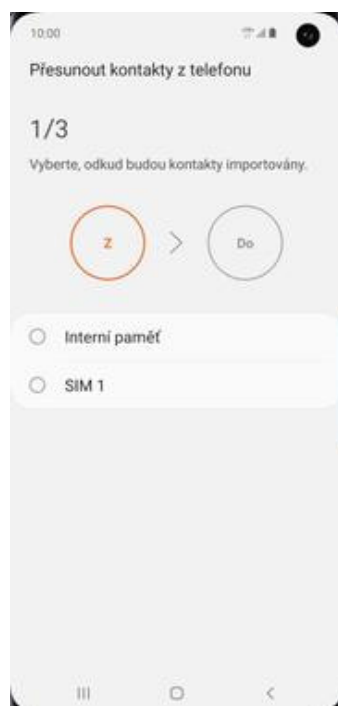 10:00
Přesunout kontakty z telefonu
1/3
Vyberte, odkud budou kontakty importovány.
Z
Do
Interní paměť
SIM 1